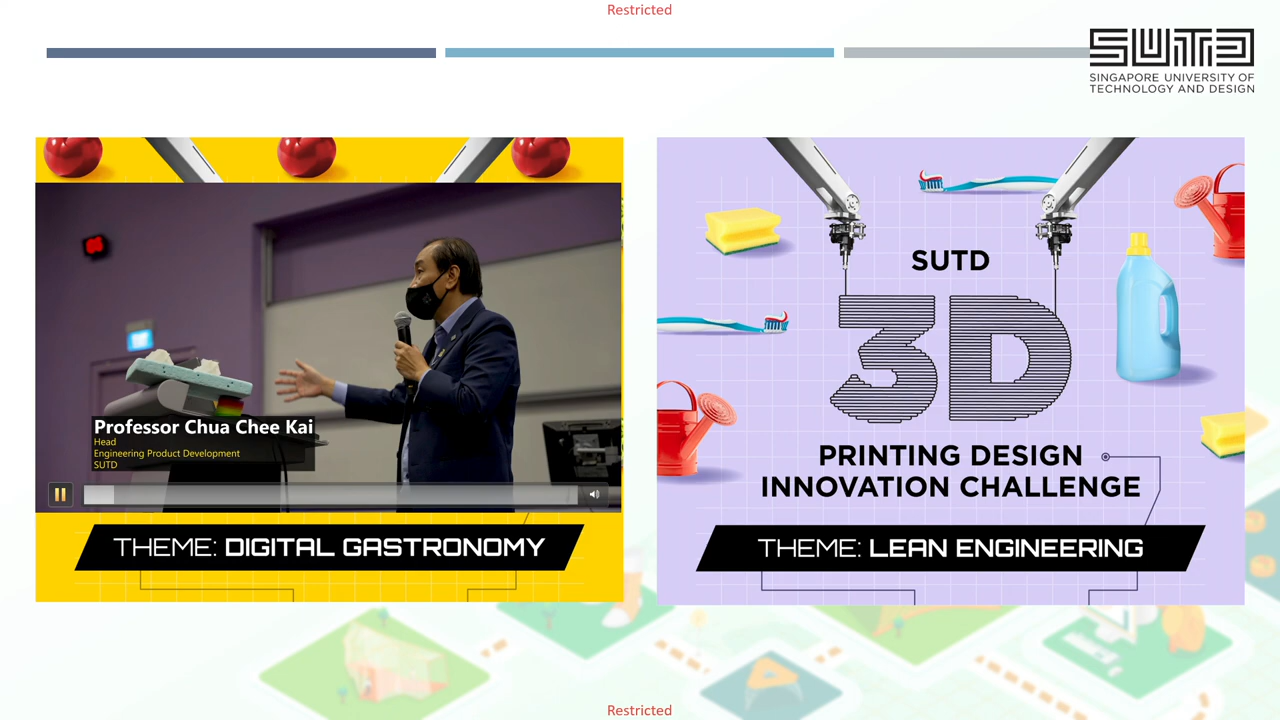 Restricted
SUTD
SINGAPORE UNIVERSITY OF
TECHNOLOGY AND DESIGN
Professor Chua Chee Kai
Head
Engineering Product Development
SUTD
THEME: DIGITAL GASTRONOMY
SUTD
3D
PRINTING DESIGN
INNOVATION CHALLENGE
THEME: LEAN ENGINEERING
Restricted